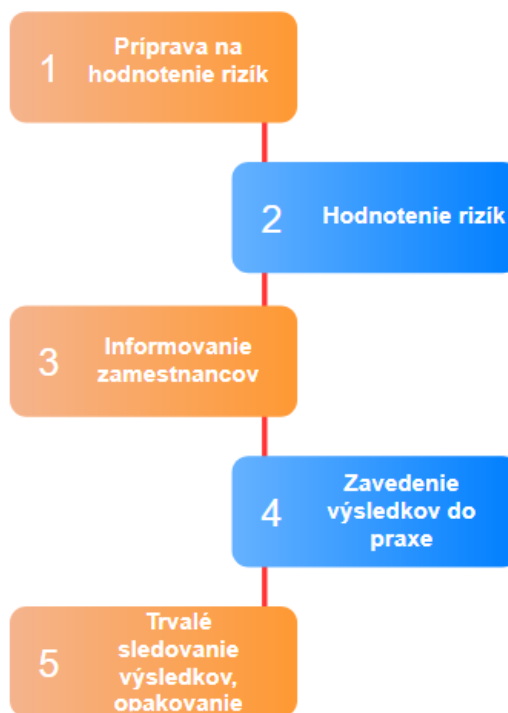 1
Príprava na
hodnotenie rizík
2
Hodnotenie rizík
3
Informovanie
zamestnancov
4
Zavedenie
výsledkov do
praxe
5
Trvalé
sledovanie
výsledkov,
opakovanie